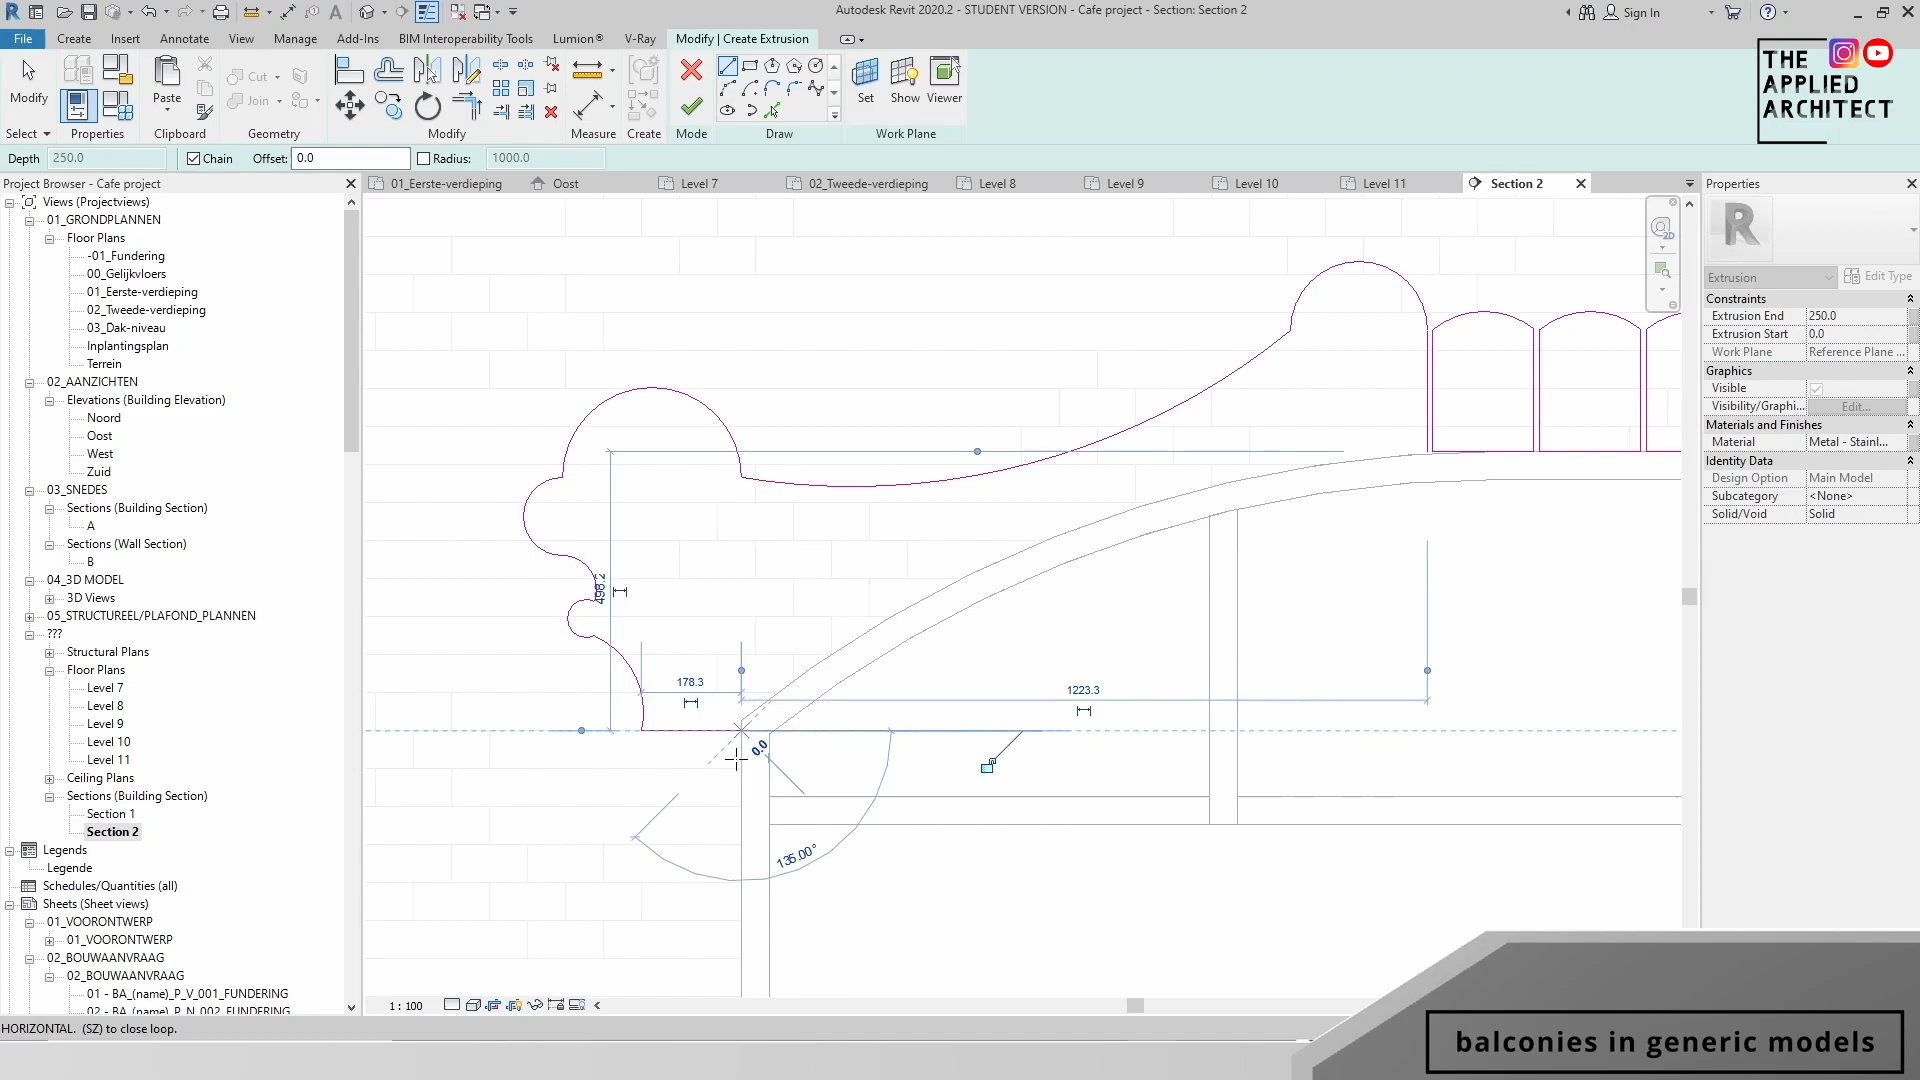 Autodesk Revit 2020.2 - STUDENT VERSION - Cafe project - Section: Section 2
Sign In
File Create Insert Annotate View Manage Add-Ins BIM Interoperability Tools Lumion® V-Ray Modify | Create Extrusion
Modify Paste Cut Join Set Show Viewer
Select Properties Clipboard Geometry Modify Measure Create Mode Draw Work Plane
THE
APPLIED
ARCHITECT
Depth 250.0 Chain Offset: 0.0 Radius: 1000.0
Project Browser - Cafe project
01_Eerste-verdieping Oost Level 7 02_Tweede-verdieping Level 8 Level 9 Level 10 Level 11 Section 2
Properties
Views (Projectviews)
01_GRONDPLANNEN
Floor Plans
-01_Fundering
00_Gelijkvloers
01_Eerste-verdieping
02_Tweede-verdieping
03_Dak-niveau
Inplantingsplan
Terrein
02_AANZICHTEN
Elevations (Building Elevation)
Noord
Oost
West
Zuid
03_SNEDES
Sections (Building Section)
A
Sections (Wall Section)
B
04_3D MODEL
3D Views
05_STRUCTUREEL/PLAFOND_PLANNEN
???
Structural Plans
Floor Plans
Level 7
Level 8
Level 9
Level 10
Level 11
Ceiling Plans
Sections (Building Section)
Section 1
Section 2
Legends
Legende
Schedules/Quantities (all)
Sheets (Sheet views)
01_VOORONTWERP
01_VOORONTWERP
02_BOUWAANVRAAG
02_BOUWAANVRAAG
01 - BA_(name)_P_V_001_FUNDERING
02 - BA_(name)_P_N_002_FUNDERING
498.2
178.3
1223.3
0.0
135.00°
2D
R
Extrusion Edit Type
Constraints
Extrusion End 250.0
Extrusion Start 0.0
Work Plane Reference Plane ...
Graphics
Visible
Visibility/Graphi... Edit...
Materials and Finishes
Material Metal - Stainl...
Identity Data
Design Option Main Model
Subcategory <None>
Solid/Void Solid
1 : 100
HORIZONTAL. (SZ) to close loop.
balconies in generic models